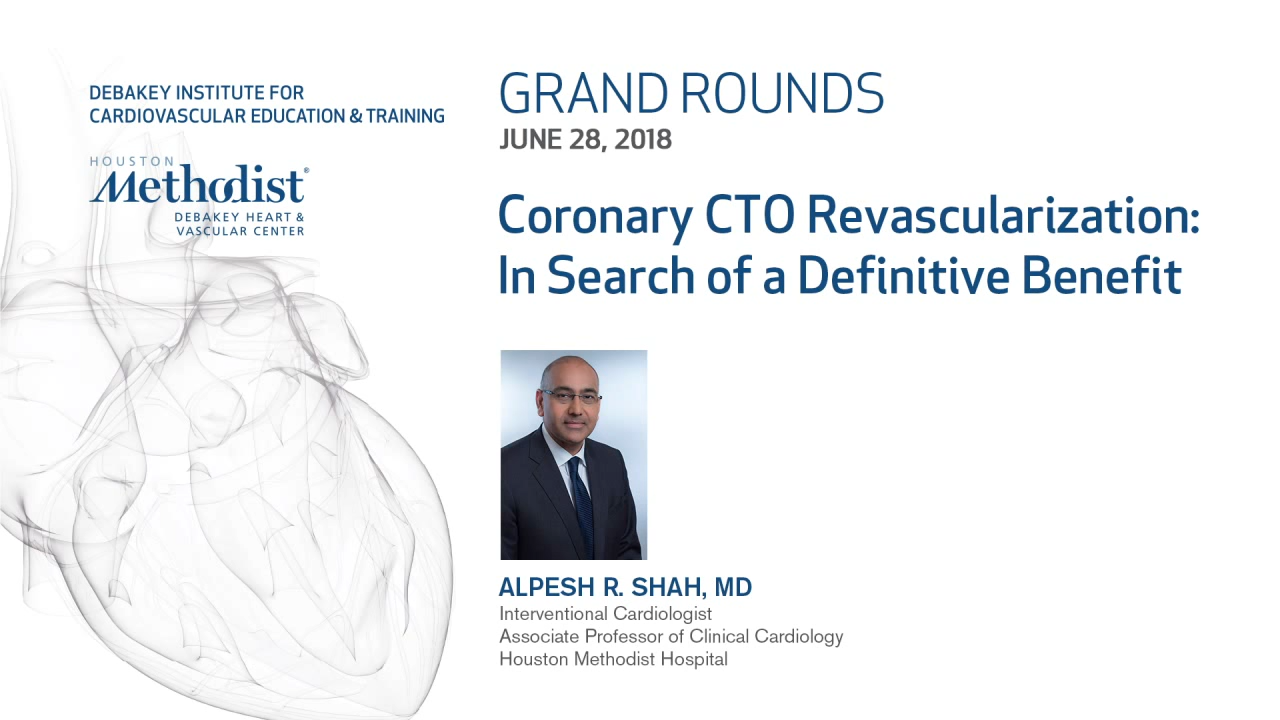 DEBAKEY INSTITUTE FOR
CARDIOVASCULAR EDUCATION & TRAINING
HOUSTON
Methodist®
DEBAKEY HEART &
VASCULAR CENTER
GRAND ROUNDS
JUNE 28, 2018
Coronary CTO Revascularization:
In Search of a Definitive Benefit
ALPESH R. SHAH, MD
Interventional Cardiologist
Associate Professor of Clinical Cardiology
Houston Methodist Hospital